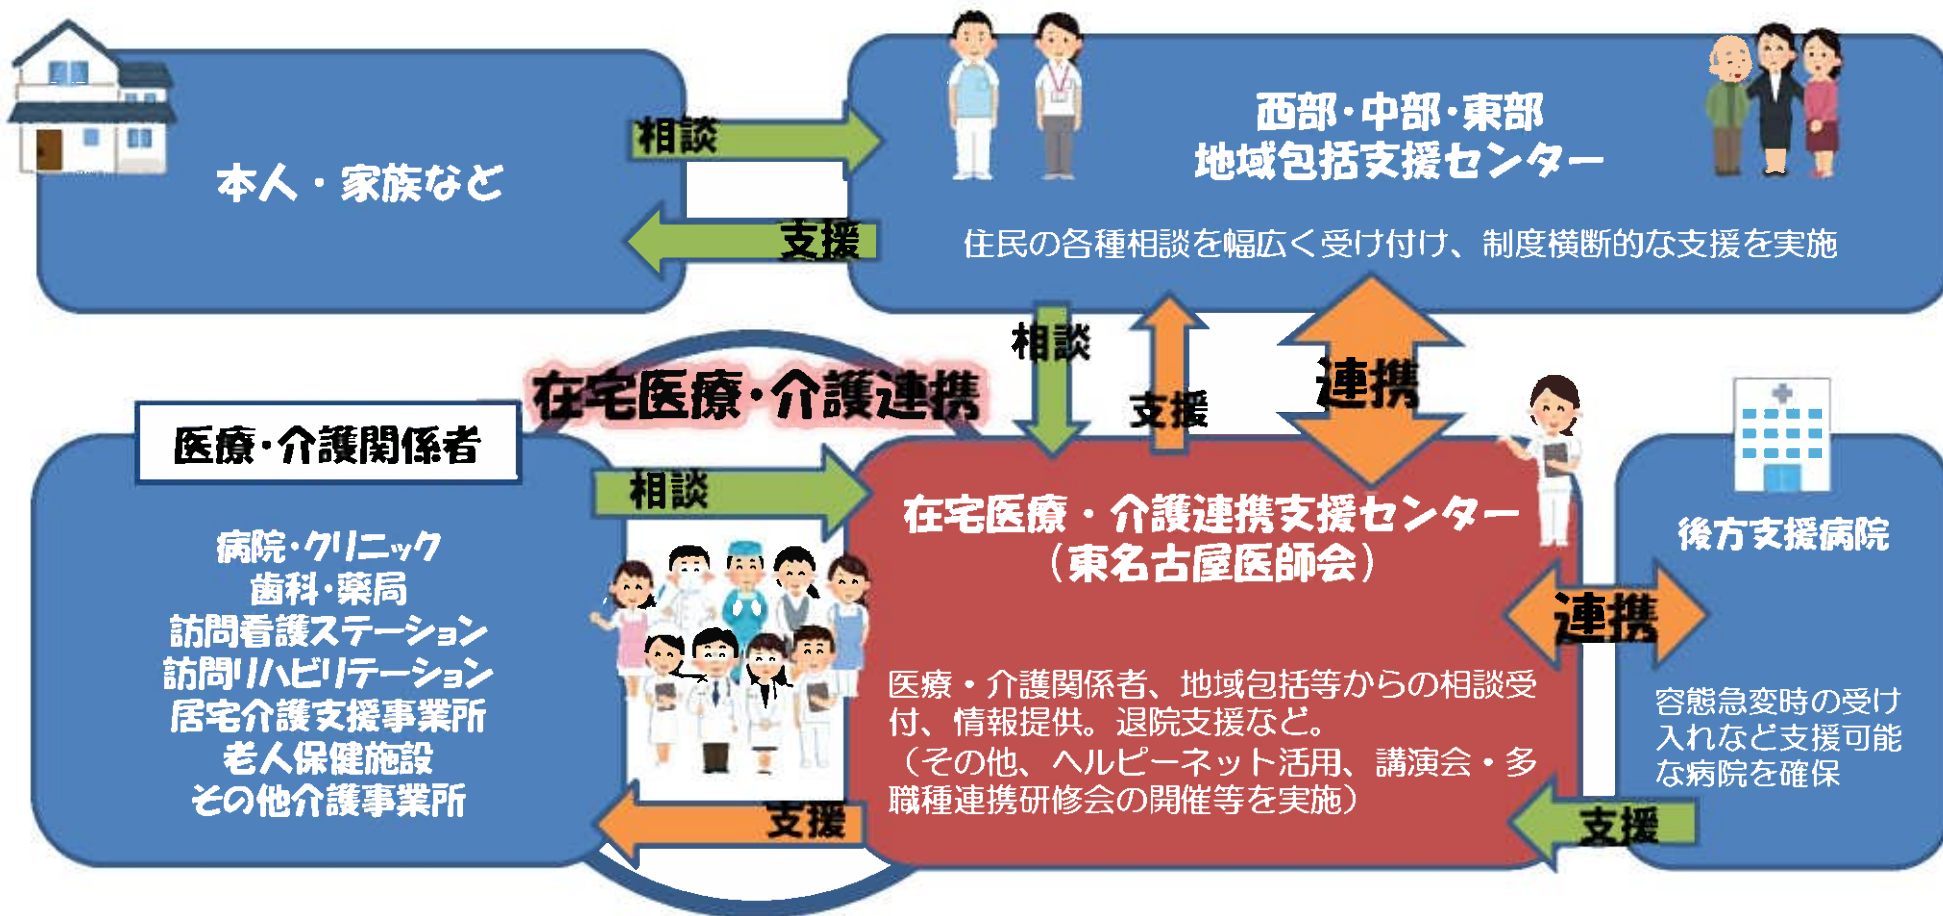 本人・家族など
相談
支援
西部・中部・東部
地域包括支援センター
住民の各種相談を幅広く受け付け、制度横断的な支援を実施
相談
支援
連携
在宅医療・介護連携
医療・介護関係者
病院・クリニック
歯科・薬局
訪問看護ステーション
訪問リハビリテーション
居宅介護支援事業所
老人保健施設
その他介護事業所
相談
支援
在宅医療・介護連携支援センター
（東名古屋医師会）
医療・介護関係者、地域包括等からの相談受
付、情報提供。退院支援など。
（その他、ヘルピーネット活用、講演会・多
職種連携研修会の開催等を実施）
連携
支援
後方支援病院
容態急変時の受け
入れなど支援可能
な病院を確保